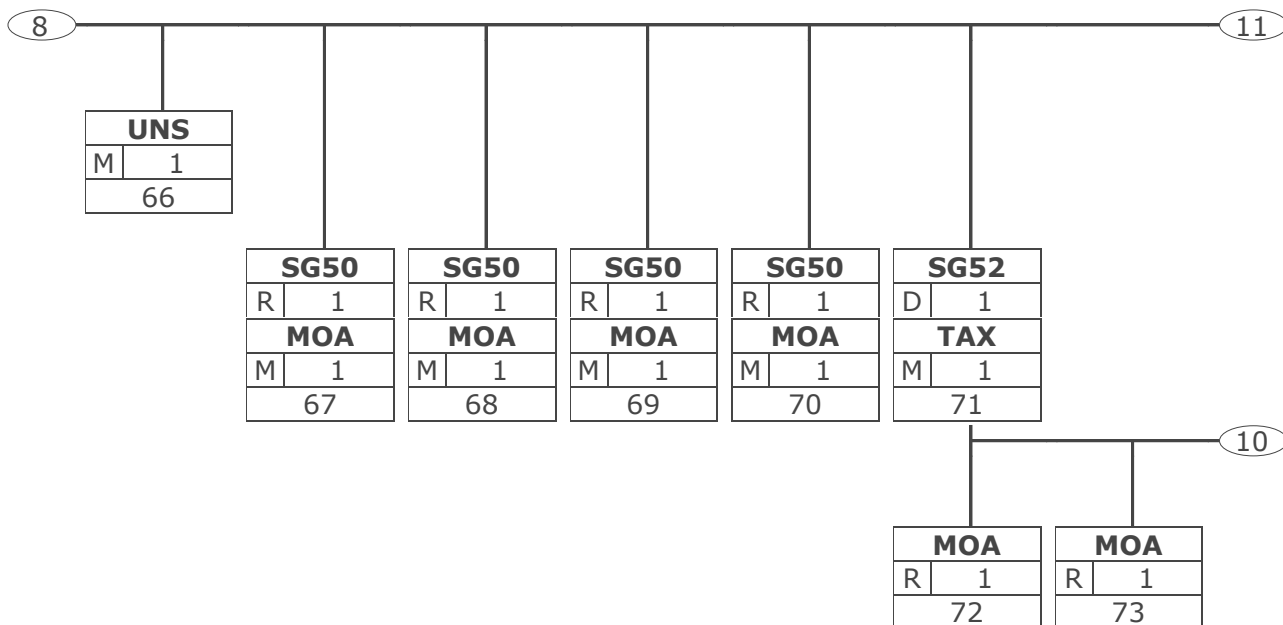 8 11
UNS
M 1
66
SG50 SG50 SG50 SG50 SG52
R 1 R 1 R 1 R 1 D 1
MOA MOA MOA MOA TAX
M 1 M 1 M 1 M 1 M 1
67 68 69 70 71
10
MOA MOA
R 1 R 1
72 73